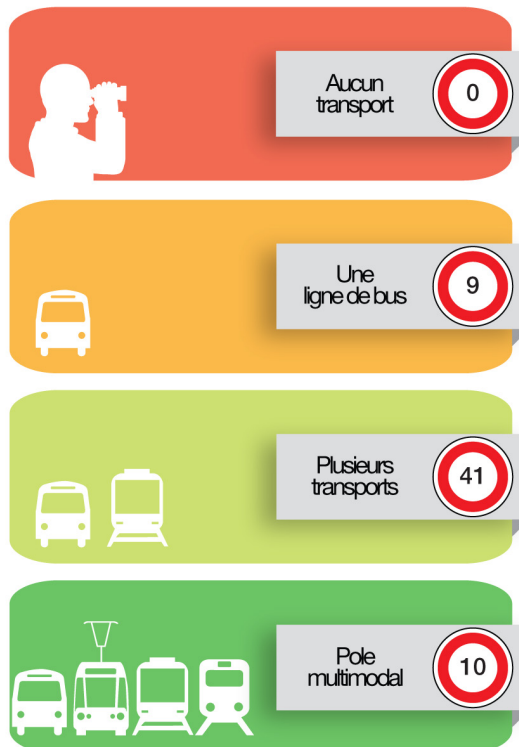 Aucun
transport
0
Une
ligne de bus
9
Plusieurs
transports
41
Pole
multimodal
10